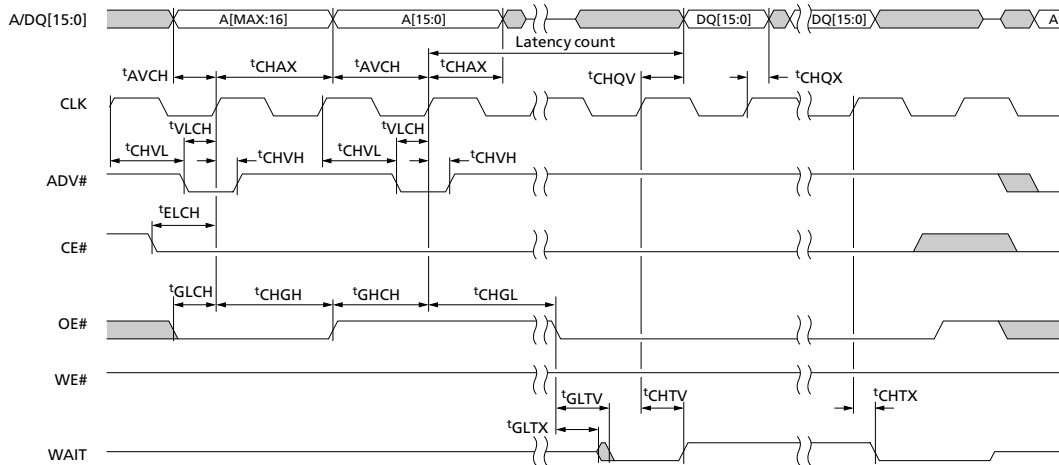 A/DQ[15:0] A[MAX:16] A[15:0] DQ[15:0] DQ[15:0] A
Latency count
tAVCH tCHAX tAVCH tCHAX tCHQV tCHQX
CLK
tVLCH tVLCH
tCHVL tCHVH tCHVL tCHVH
ADV#
tELCH
CE#
tGLCH tCHGH tGHCH tCHGL
OE#
WE#
tGLTV tCHTV tCHTX
tGLTX
WAIT